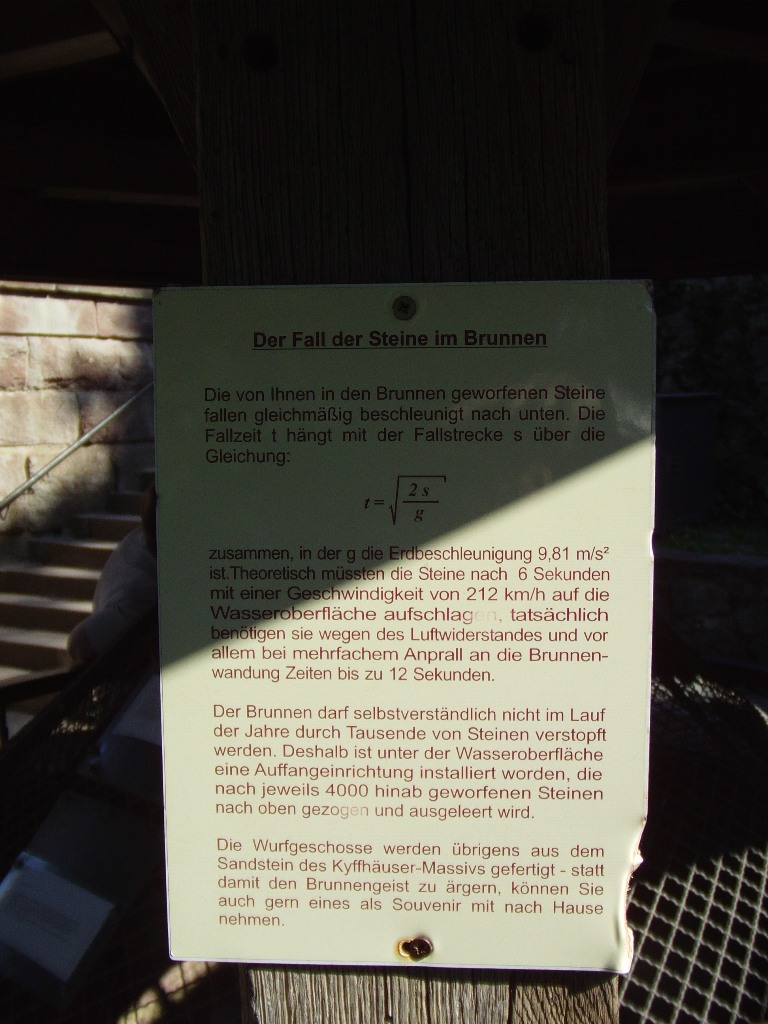 Der Fall der Steine im Brunnen
Die von Ihnen in den Brunnen geworfenen Steine
fallen gleichmäßig beschleunigt nach unten. Die
Fallzeit t hängt mit der Fallstrecke s über die
Gleichung:
t = √(2 s / g)
zusammen, in der g die Erdbeschleunigung 9,81 m/s²
ist.Theoretisch müssten die Steine nach 6 Sekunden
mit einer Geschwindigkeit von 212 km/h auf die
Wasseroberfläche aufschlagen, tatsächlich
benötigen sie wegen des Luftwiderstandes und vor
allem bei mehrfachem Anprall an die Brunnen-
wandung Zeiten bis zu 12 Sekunden.
Der Brunnen darf selbstverständlich nicht im Lauf
der Jahre durch Tausende von Steinen verstopft
werden. Deshalb ist unter der Wasseroberfläche
eine Auffangeinrichtung installiert worden, die
nach jeweils 4000 hinab geworfenen Steinen
nach oben gezogen und ausgeleert wird.
Die Wurfgeschosse werden übrigens aus dem
Sandstein des Kyffhäuser-Massivs gefertigt - statt
damit den Brunnengeist zu ärgern, können Sie
auch gern eines als Souvenir mit nach Hause
nehmen.